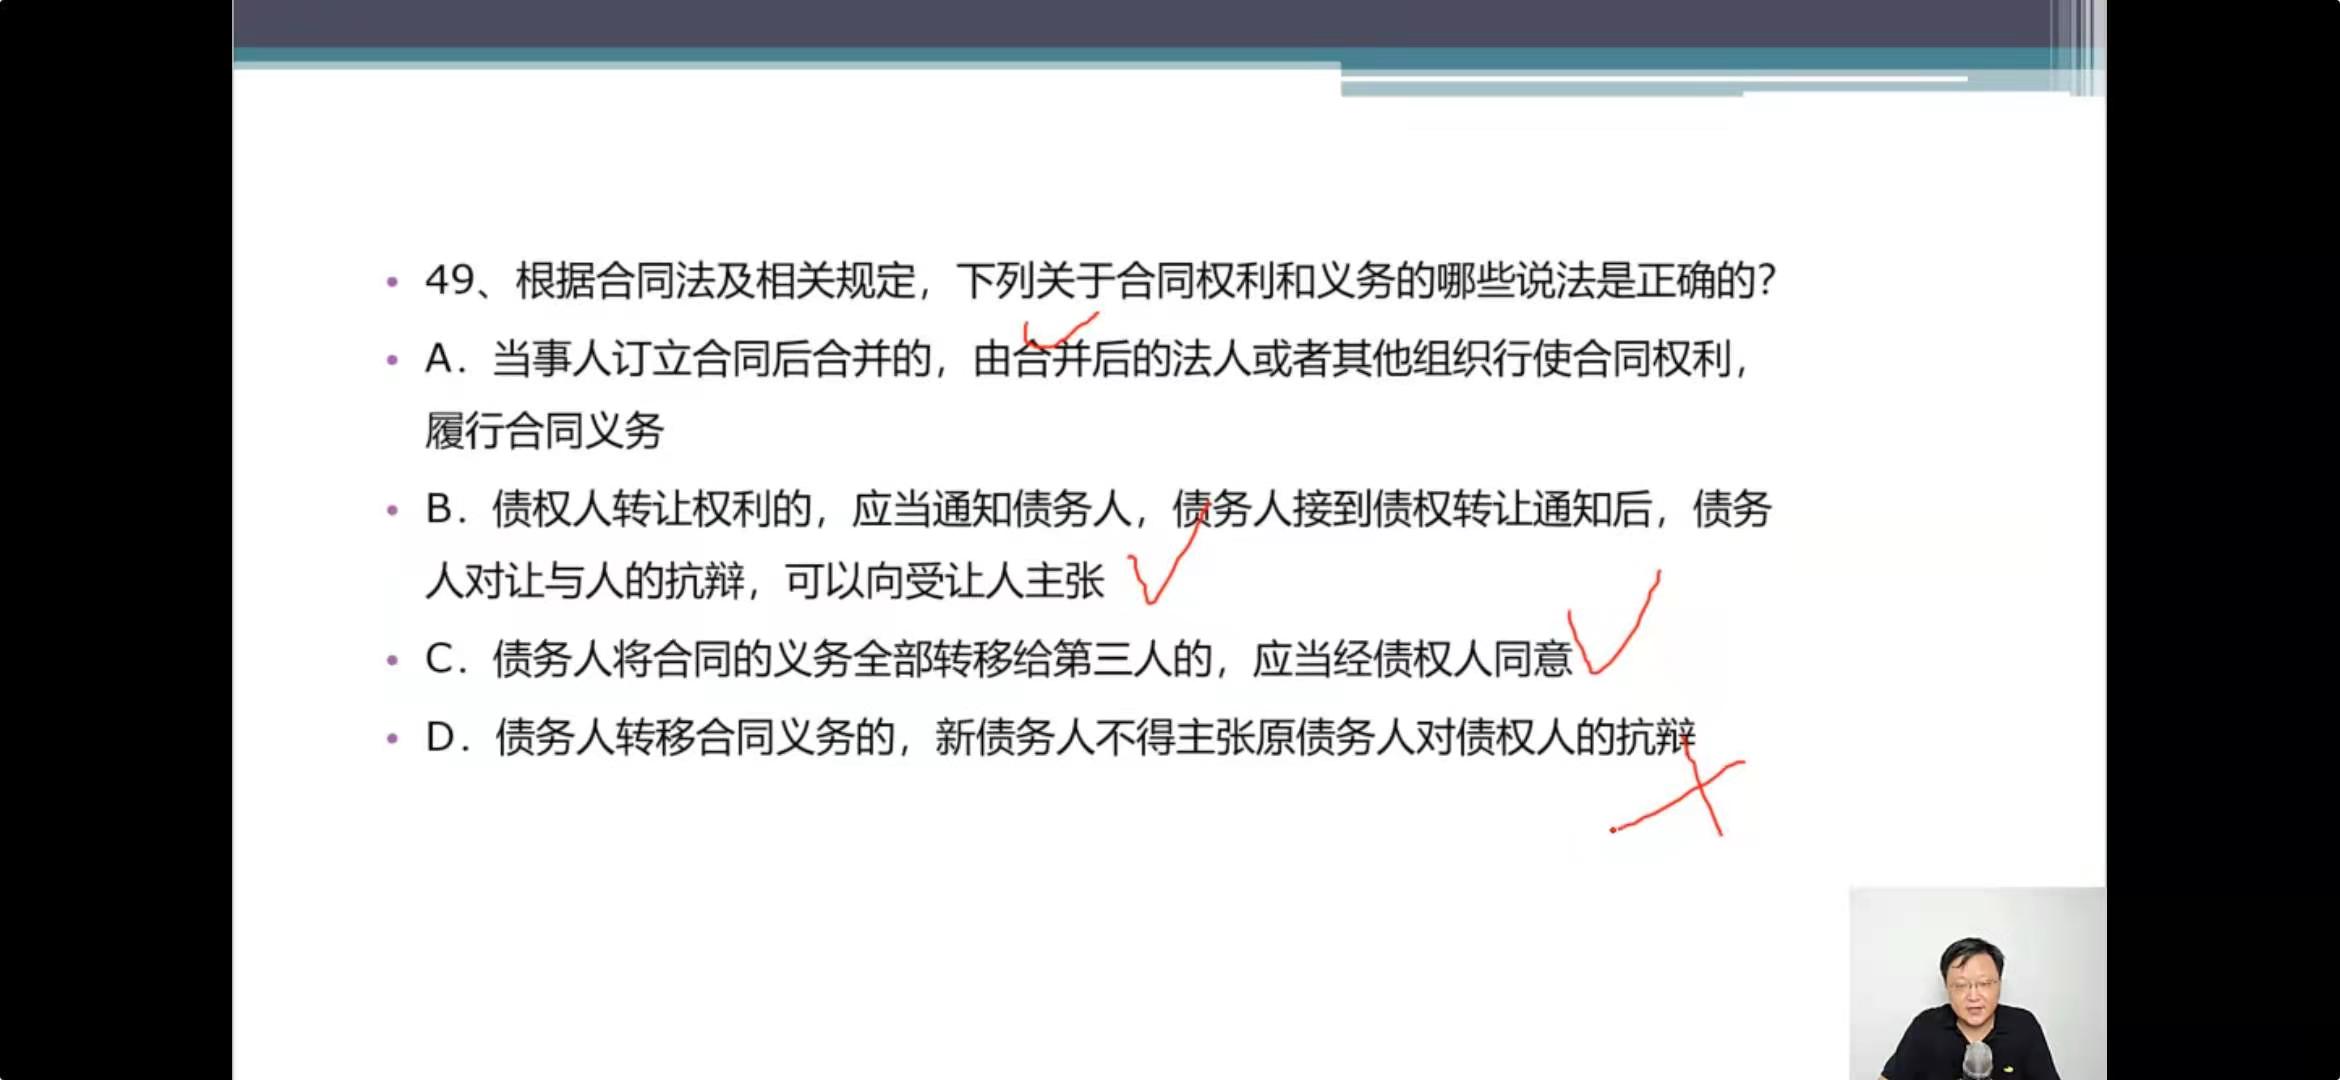 49、根据合同法及相关规定，下列关于合同权利和义务的哪些说法是正确的？
A．当事人订立合同后合并的，由合并后的法人或者其他组织行使合同权利，
履行合同义务
B．债权人转让权利的，应当通知债务人，债务人接到债权转让通知后，债务
人对让与人的抗辩，可以向受让人主张
C．债务人将合同的义务全部转移给第三人的，应当经债权人同意
D．债务人转移合同义务的，新债务人不得主张原债务人对债权人的抗辩